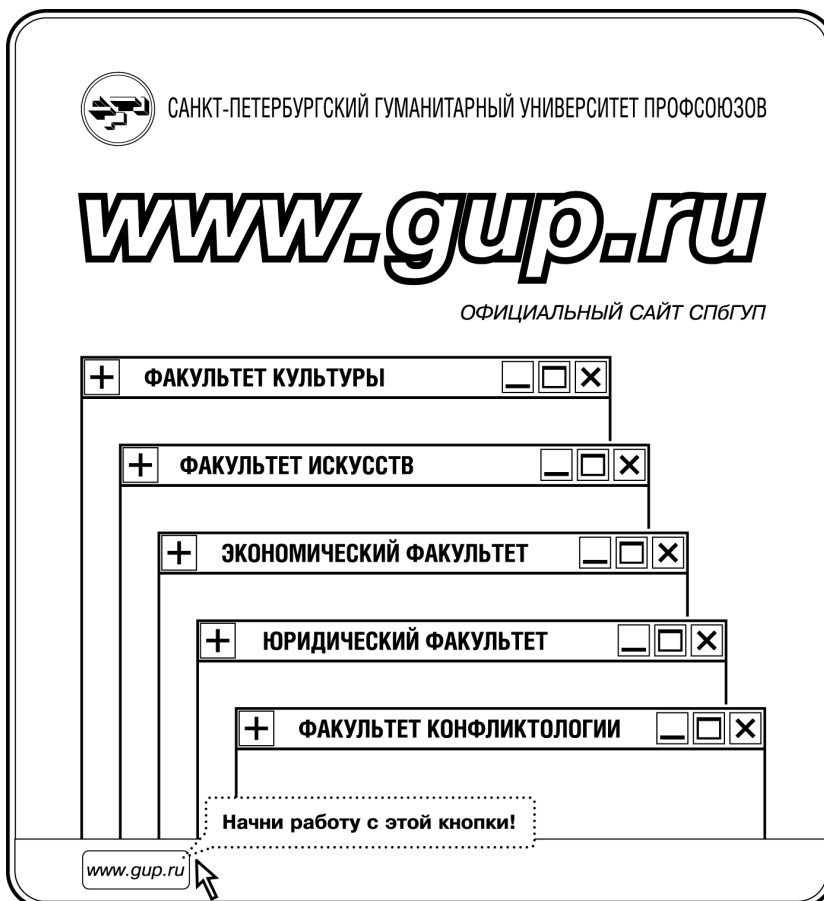 САНКТ-ПЕТЕРБУРГСКИЙ ГУМАНИТАРНЫЙ УНИВЕРСИТЕТ ПРОФСОЮЗОВ
www.gup.ru
ОФИЦИАЛЬНЫЙ САЙТ СПбГУП
ФАКУЛЬТЕТ КУЛЬТУРЫ
ФАКУЛЬТЕТ ИСКУССТВ
ЭКОНОМИЧЕСКИЙ ФАКУЛЬТЕТ
ЮРИДИЧЕСКИЙ ФАКУЛЬТЕТ
ФАКУЛЬТЕТ КОНФЛИКТОЛОГИИ
Начни работу с этой кнопки!
www.gup.ru